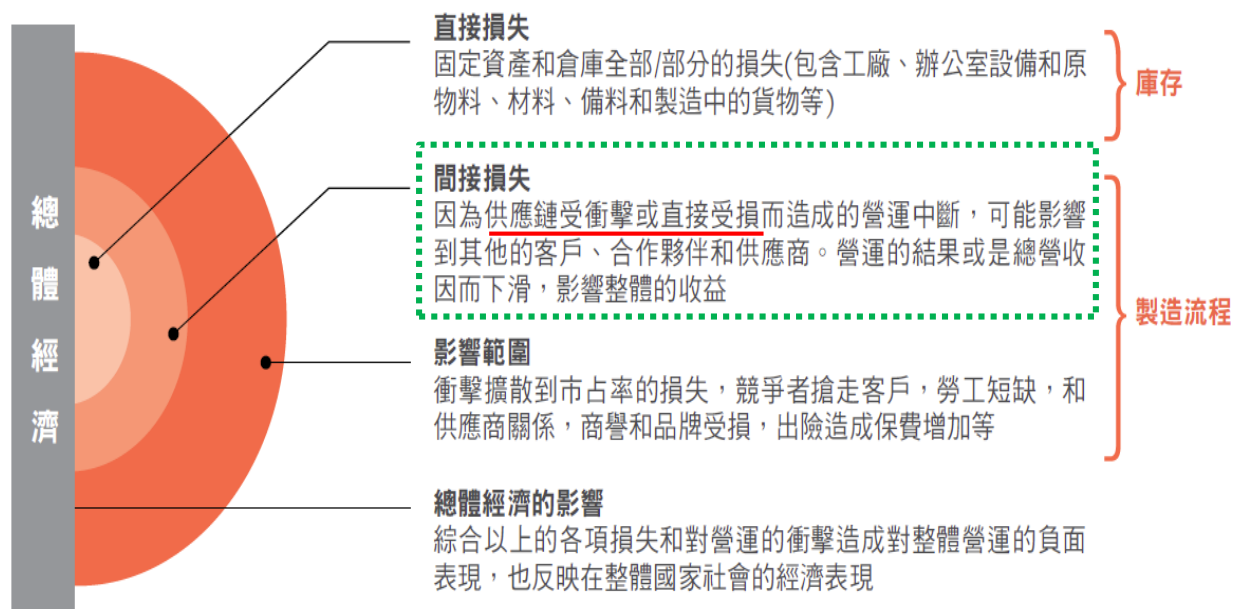 總體經濟
直接損失
固定資產和倉庫全部/部分的損失(包含工廠、辦公室設備和原
物料、材料、備料和製造中的貨物等)
庫存
間接損失
因為供應鏈受衝擊或直接受損而造成的營運中斷，可能影響
到其他的客戶、合作夥伴和供應商。營運的結果或是總營收
因而下滑，影響整體的收益
製造流程
影響範圍
衝擊擴散到市占率的損失，競爭者搶走客戶，勞工短缺，和
供應商關係，商譽和品牌受損，出險造成保費增加等
總體經濟的影響
綜合以上的各項損失和對營運的衝擊造成對整體營運的負面
表現，也反映在整體國家社會的經濟表現